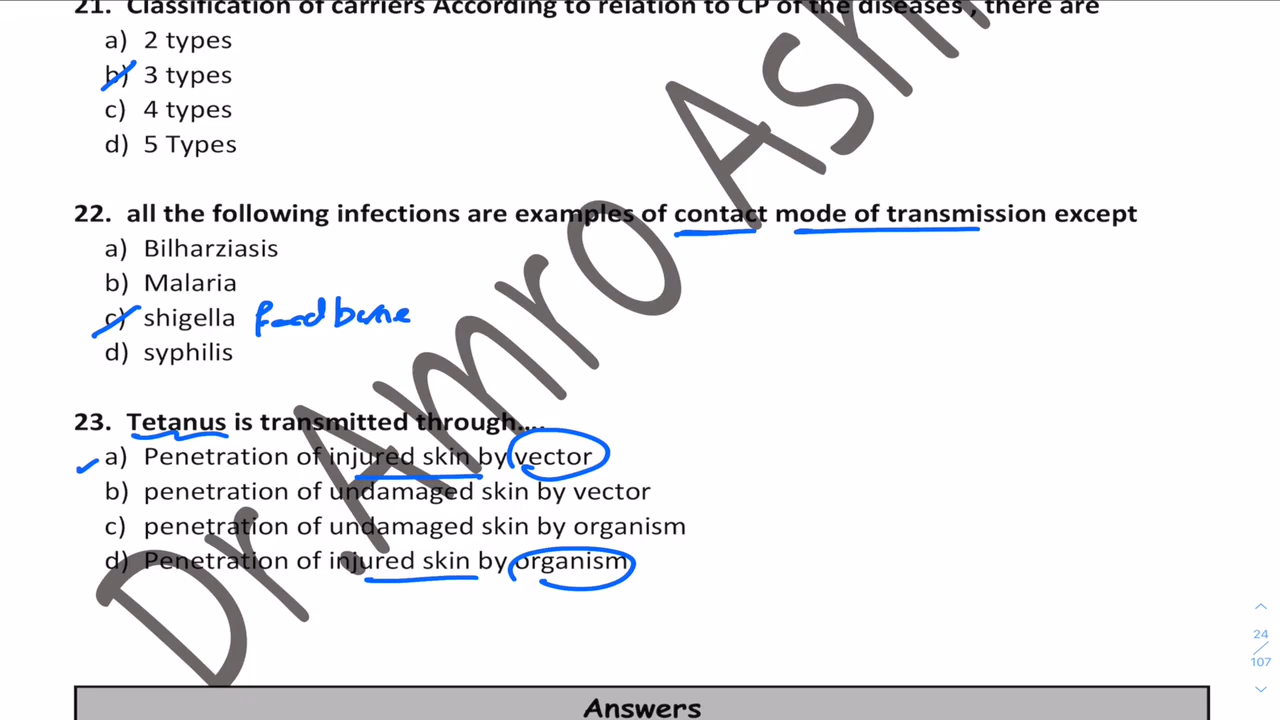 21. Classification of carriers According to relation to CP of the diseases , there are
a) 2 types
b) 3 types
c) 4 types
d) 5 Types
22. all the following infections are examples of contact mode of transmission except
a) Bilharziasis
b) Malaria
c) shigella food borne
d) syphilis
23. Tetanus is transmitted through....
a) Penetration of injured skin by vector
b) penetration of undamaged skin by vector
c) penetration of undamaged skin by organism
d) Penetration of injured skin by organism
Dr.Amro Ash
24
107
Answers